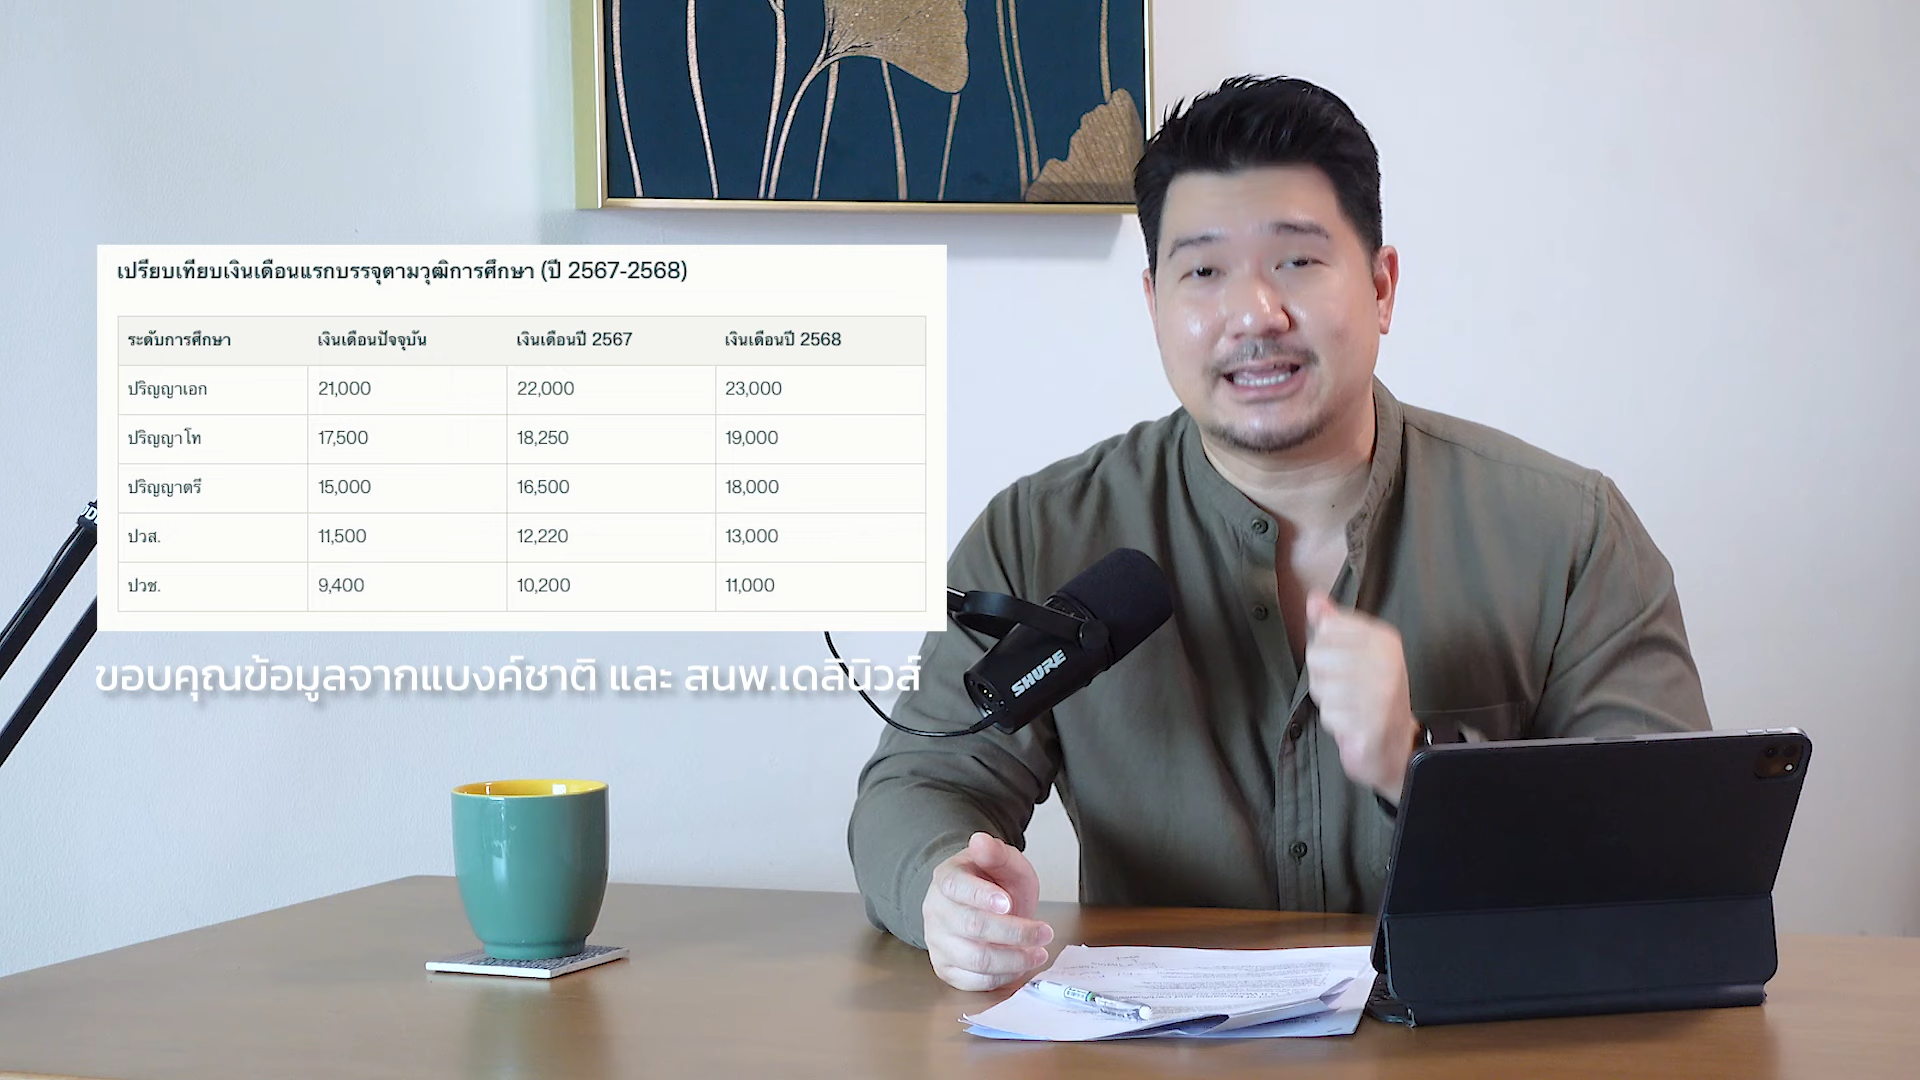 เปรียบเทียบเงินเดือนแรกบรรจุตามวุฒิการศึกษา (ปี 2567-2568)
ระดับการศึกษา เงินเดือนปัจจุบัน เงินเดือนปี 2567 เงินเดือนปี 2568
ปริญญาเอก 21,000 22,000 23,000
ปริญญาโท 17,500 18,250 19,000
ปริญญาตรี 15,000 16,500 18,000
ปวส. 11,500 12,220 13,000
ปวช. 9,400 10,200 11,000
ขอบคุณข้อมูลจากแบงค์ชาติ และ สนพ.เดลินิวส์
SHURE